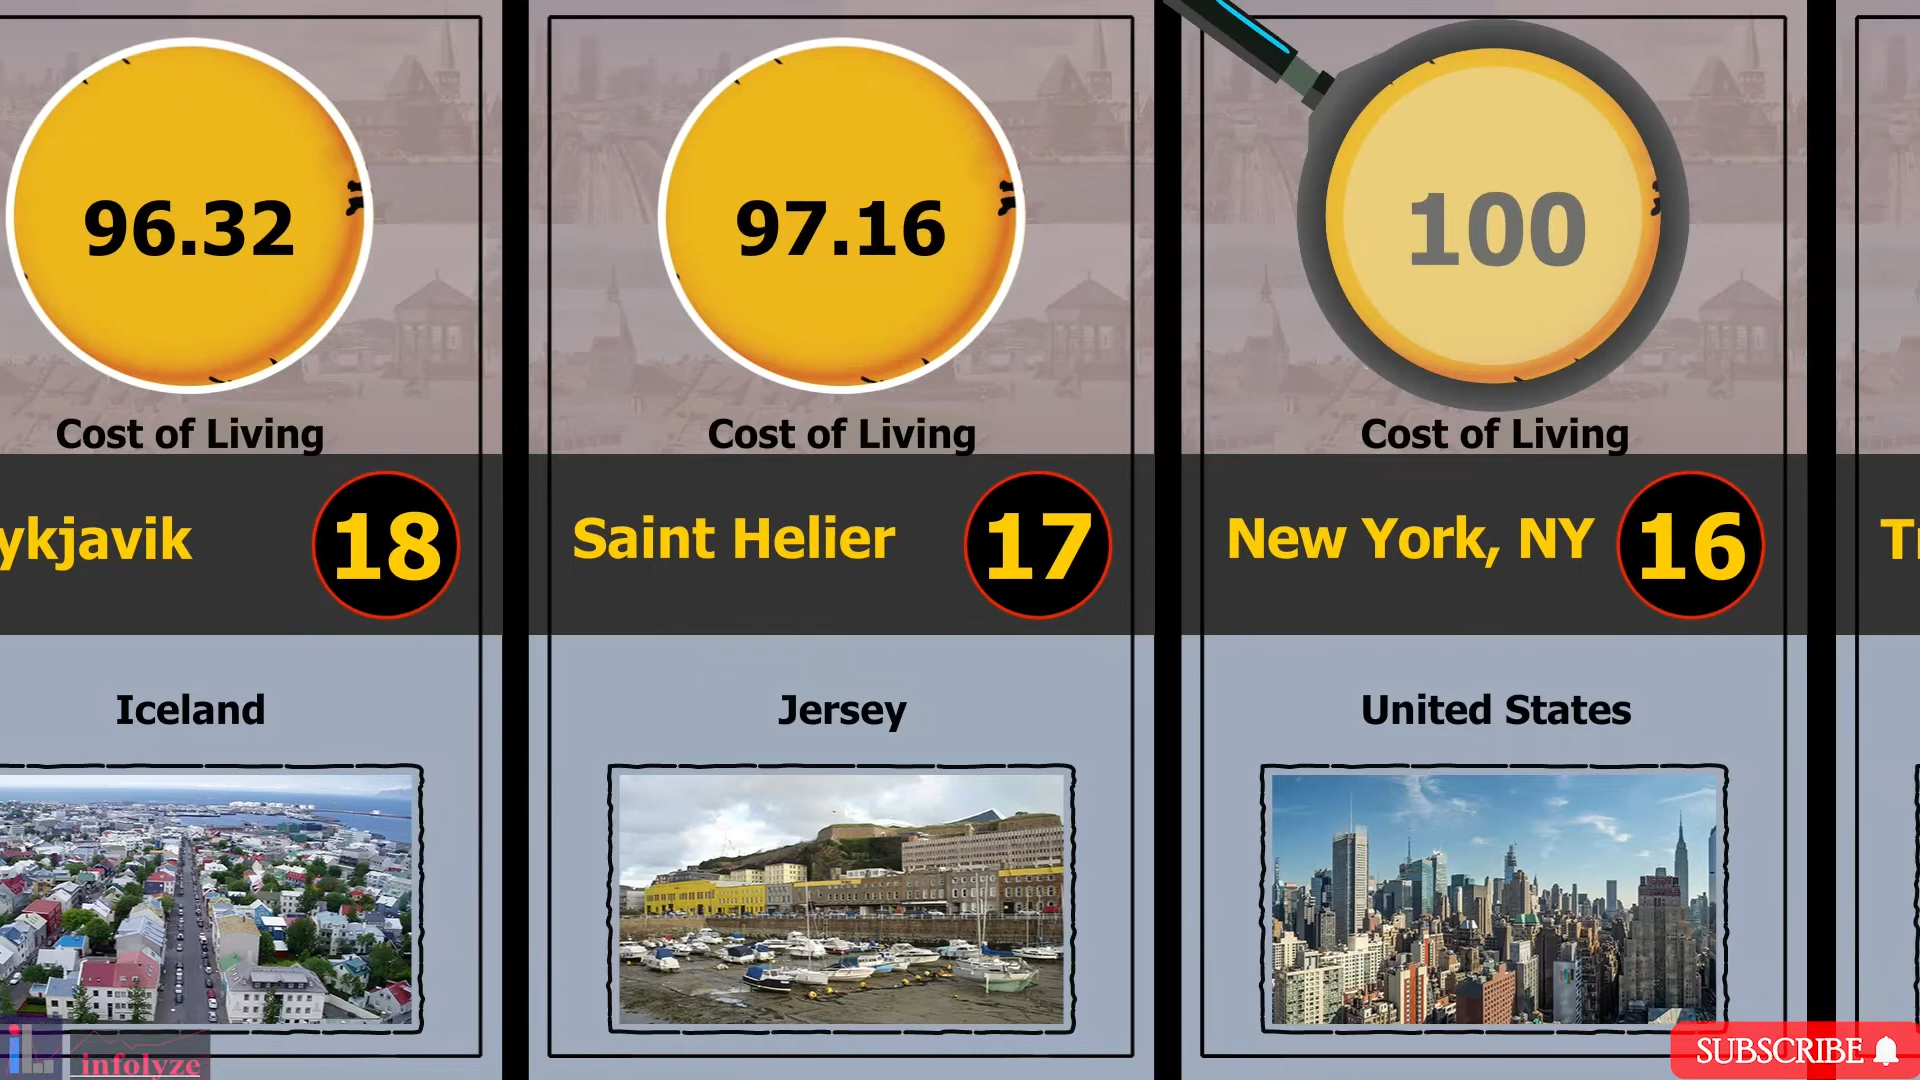 96.32
Cost of Living
ykjavik
18
Iceland
97.16
Cost of Living
Saint Helier
17
Jersey
100
Cost of Living
New York, NY
16
United States
infolyze
SUBSCRIBE